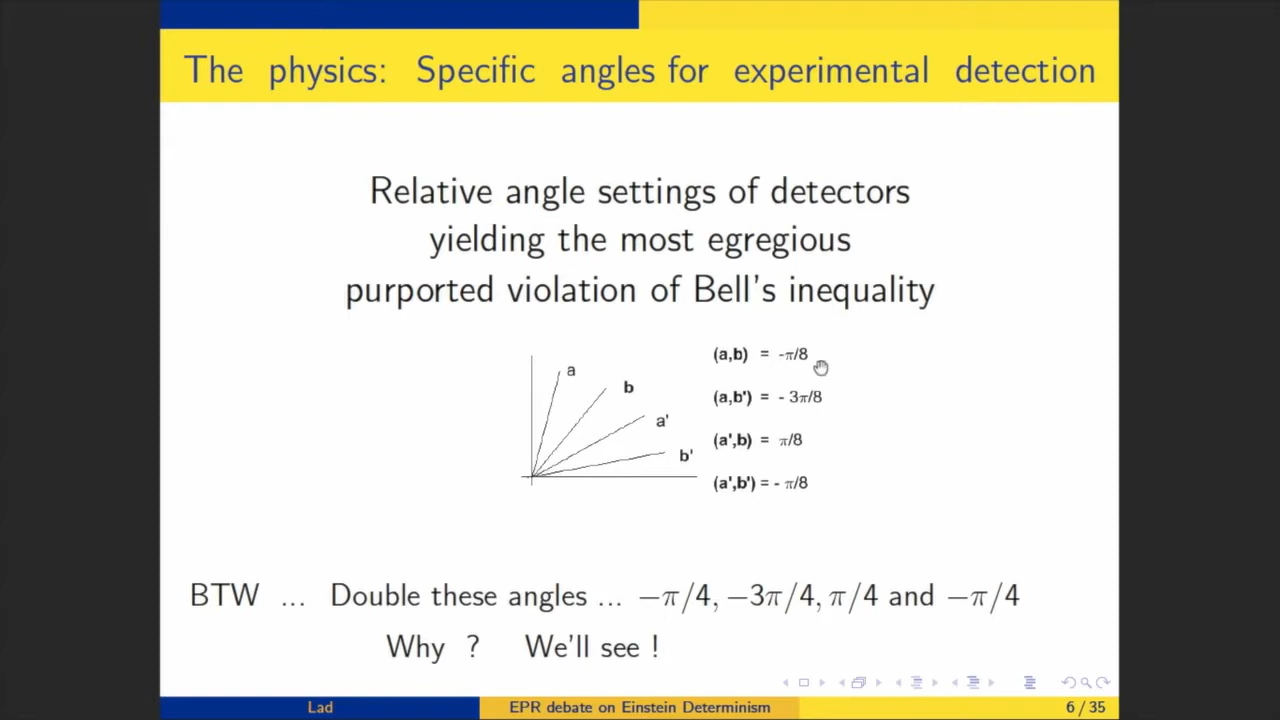 The physics: Specific angles for experimental detection
Relative angle settings of detectors
yielding the most egregious
purported violation of Bell's inequality
a
b
a'
b'
(a,b) = -π/8
(a,b') = - 3π/8
(a',b) = π/8
(a',b') = - π/8
BTW ... Double these angles ... −π/4, −3π/4, π/4 and −π/4
Why ? We'll see !
Lad
EPR debate on Einstein Determinism
6 / 35